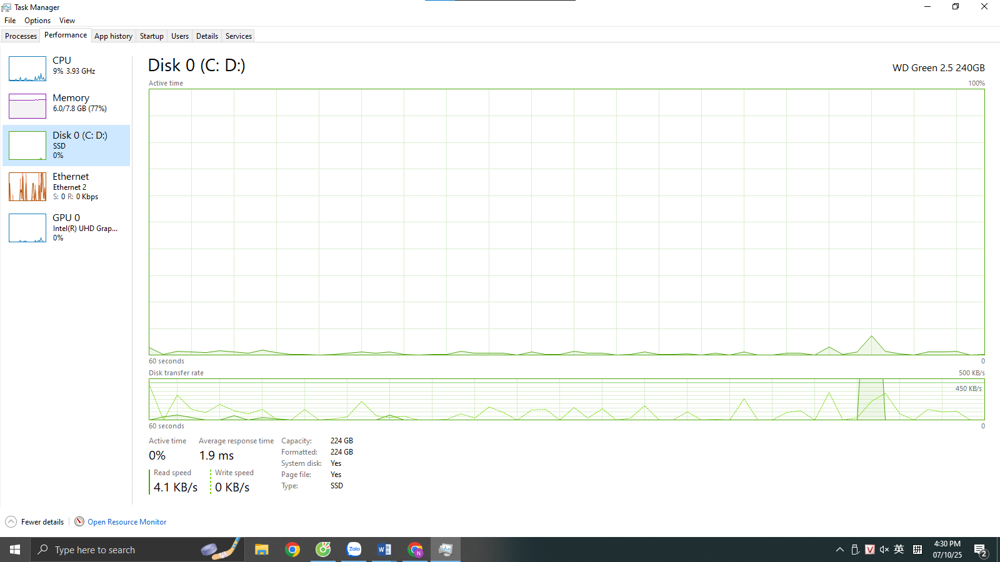 Task Manager
File Options View
Processes Performance App history Startup Users Details Services
CPU
9% 3.93 GHz
Memory
6.0/7.8 GB (77%)
Disk 0 (C: D:)
SSD
0%
Ethernet
Ethernet 2
S: 0 R: 0 Kbps
GPU 0
Intel(R) UHD Grap...
0%
Disk 0 (C: D:) WD Green 2.5 240GB
Active time 100%
60 seconds 0
Disk transfer rate 500 KB/s
450 KB/s
60 seconds 0
Active time Average response time
0% 1.9 ms
Read speed Write speed
4.1 KB/s 0 KB/s
Capacity: 224 GB
Formatted: 224 GB
System disk: Yes
Page file: Yes
Type: SSD
Fewer details Open Resource Monitor
Type here to search
Zalo
W
N
V
英
拼
4:30 PM
07/10/25
2